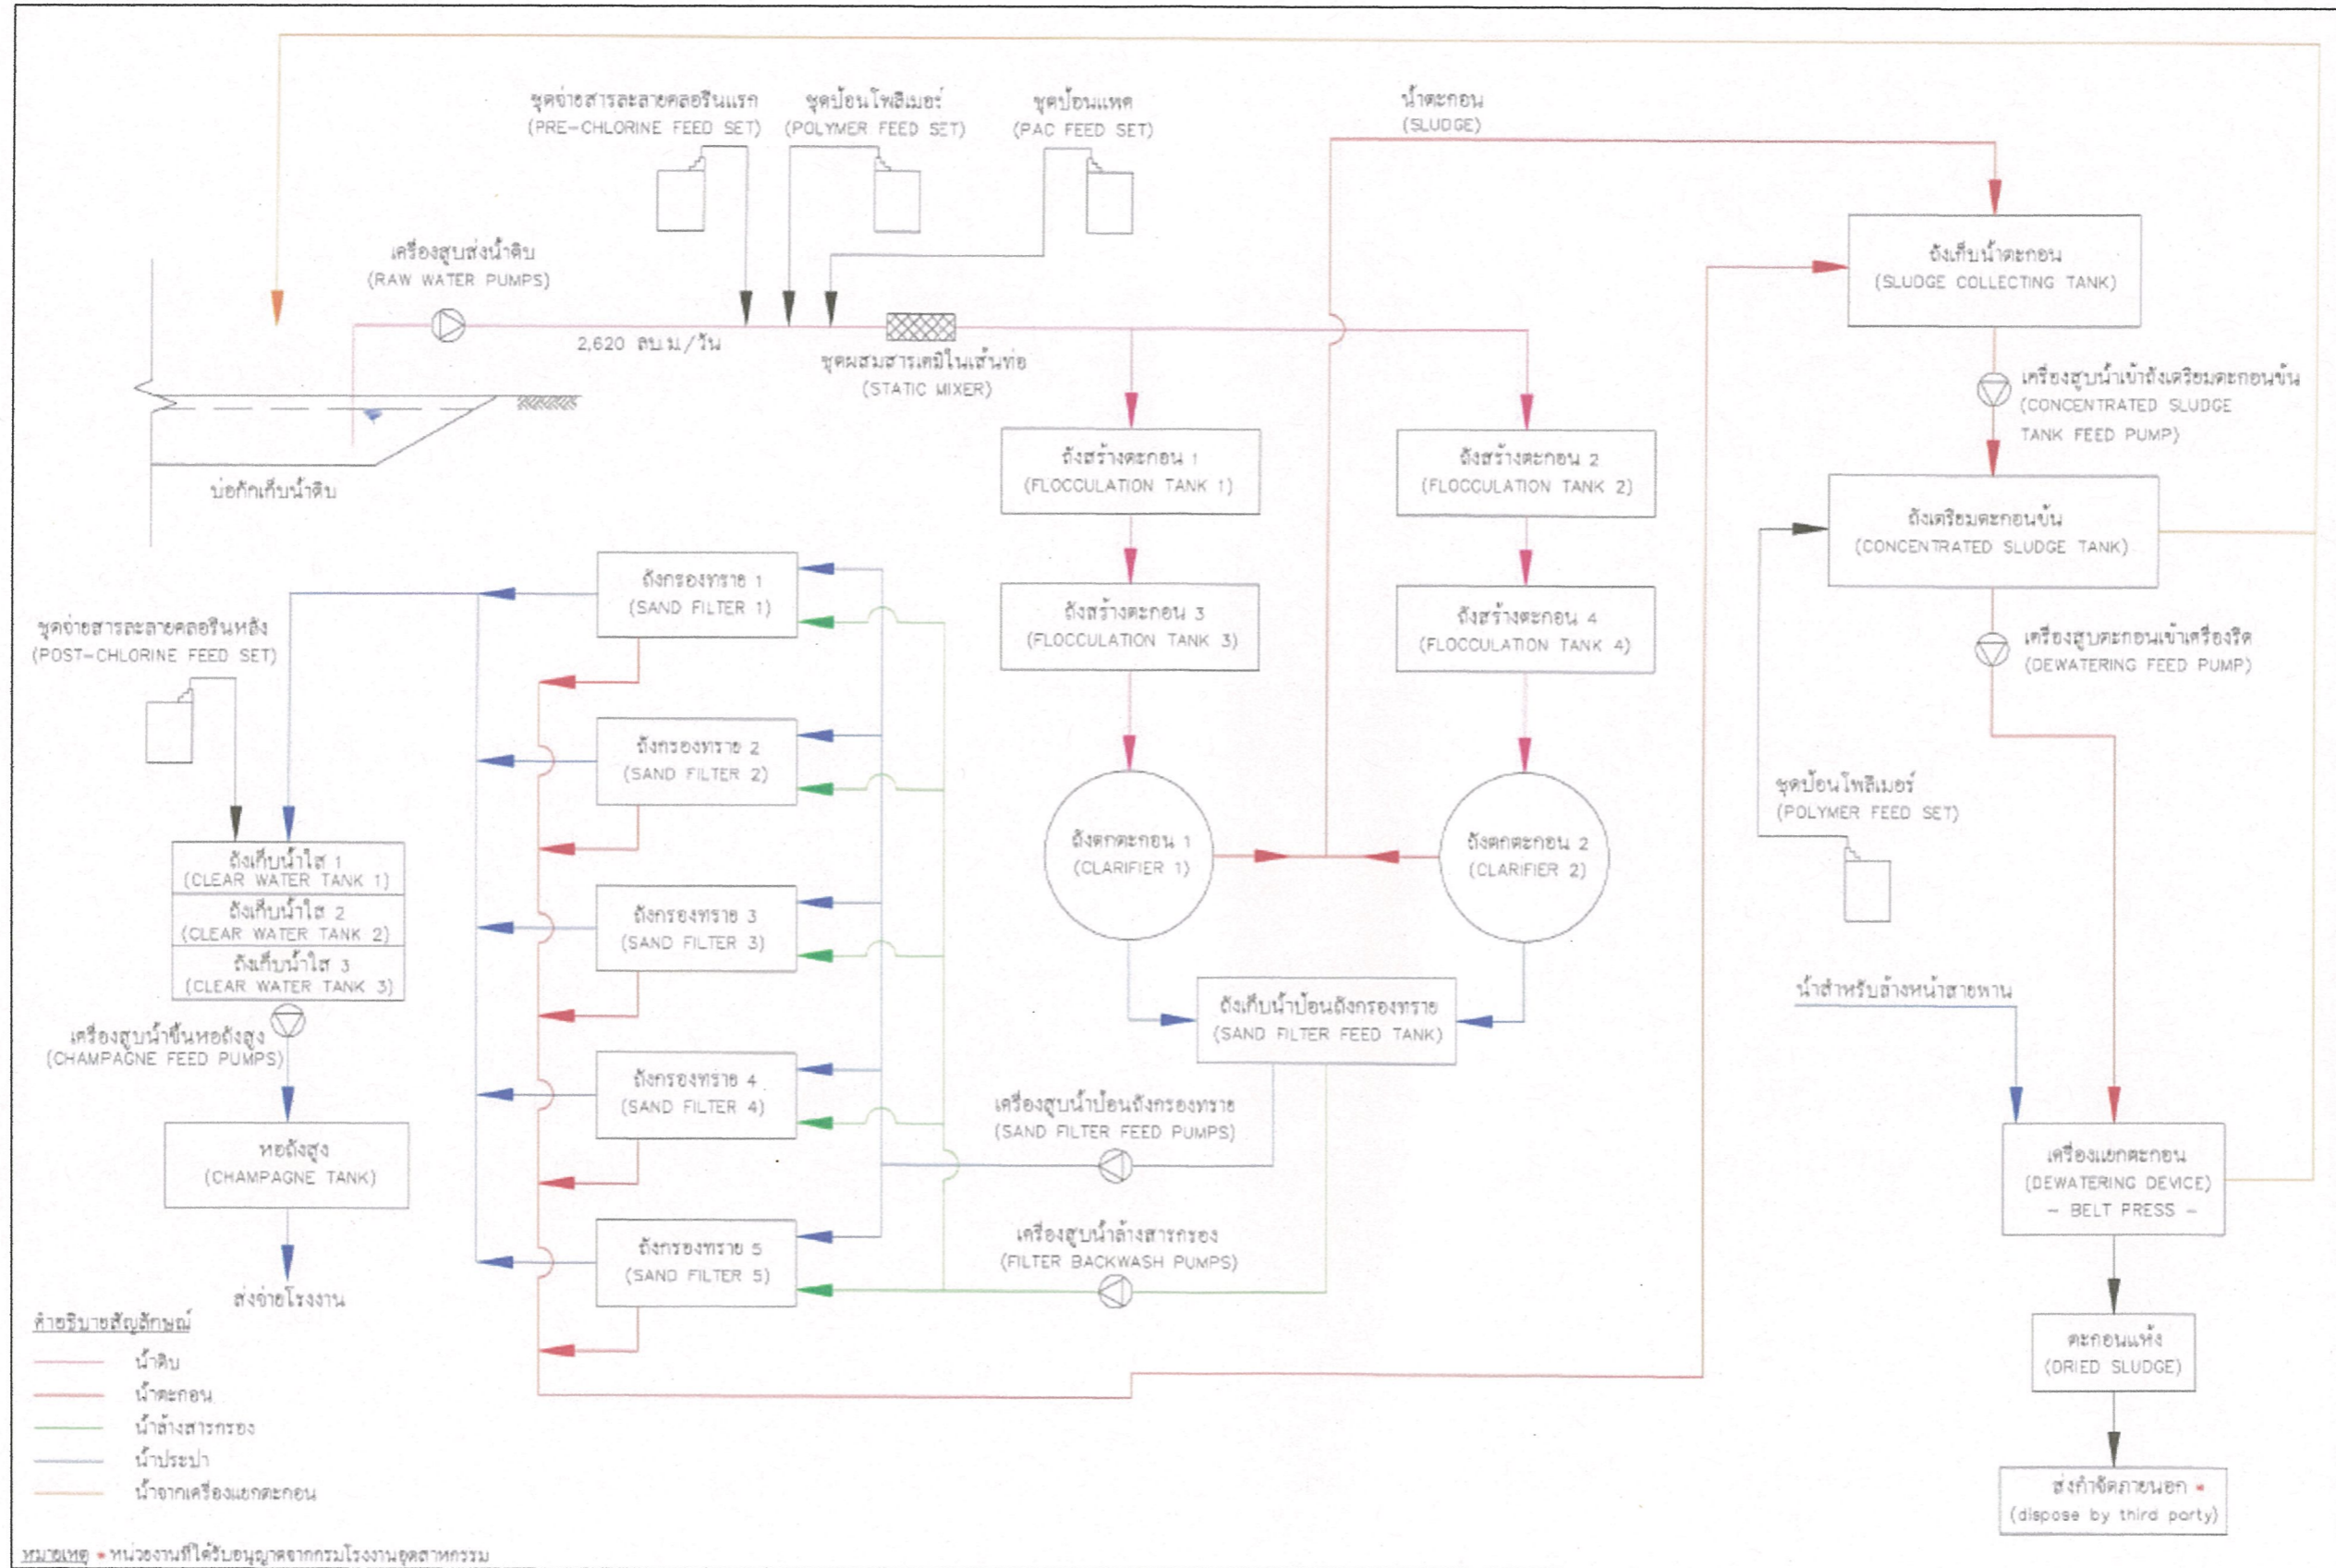 ชุดจ่ายสารละลายคลอรีนแรก
(PRE-CHLORINE FEED SET)
ชุดป้อนโพลิเมอร์
(POLYMER FEED SET)
ชุดป้อนแพค
(PAC FEED SET)
น้ำตะกอน
(SLUDGE)
เครื่องสูบส่งน้ำดิบ
(RAW WATER PUMPS)
2,620 ลบ.ม./วัน
ชุดผสมสารเคมีในเส้นท่อ
(STATIC MIXER)
บ่อกักเก็บน้ำดิบ
ถังเก็บน้ำตะกอน
(SLUDGE COLLECTING TANK)
เครื่องสูบน้ำเข้าถังเตรียมตะกอนข้น
(CONCENTRATED SLUDGE
TANK FEED PUMP)
ถังสร้างตะกอน 1
(FLOCCULATION TANK 1)
ถังสร้างตะกอน 2
(FLOCCULATION TANK 2)
ถังเตรียมตะกอนข้น
(CONCENTRATED SLUDGE TANK)
ถังสร้างตะกอน 3
(FLOCCULATION TANK 3)
ถังสร้างตะกอน 4
(FLOCCULATION TANK 4)
เครื่องสูบตะกอนเข้าเครื่องรีด
(DEWATERING FEED PUMP)
ชุดจ่ายสารละลายคลอรีนหลัง
(POST-CHLORINE FEED SET)
ถังกรองทราย 1
(SAND FILTER 1)
ถังกรองทราย 2
(SAND FILTER 2)
ถังกรองทราย 3
(SAND FILTER 3)
ถังกรองทราย 4
(SAND FILTER 4)
ถังกรองทราย 5
(SAND FILTER 5)
ถังตกตะกอน 1
(CLARIFIER 1)
ถังตกตะกอน 2
(CLARIFIER 2)
ชุดป้อนโพลิเมอร์
(POLYMER FEED SET)
ถังเก็บน้ำใส 1
(CLEAR WATER TANK 1)
ถังเก็บน้ำใส 2
(CLEAR WATER TANK 2)
ถังเก็บน้ำใส 3
(CLEAR WATER TANK 3)
เครื่องสูบน้ำขึ้นหอถังสูง
(CHAMPAGNE FEED PUMPS)
หอถังสูง
(CHAMPAGNE TANK)
ส่งจ่ายโรงงาน
ถังเก็บน้ำป้อนถังกรองทราย
(SAND FILTER FEED TANK)
เครื่องสูบน้ำป้อนถังกรองทราย
(SAND FILTER FEED PUMPS)
เครื่องสูบน้ำล้างสารกรอง
(FILTER BACKWASH PUMPS)
น้ำสำหรับล้างหน้าสายพาน
เครื่องแยกตะกอน
(DEWATERING DEVICE)
- BELT PRESS -
ตะกอนแห้ง
(DRIED SLUDGE)
ส่งกำจัดภายนอก *
(dispose by third party)
คำอธิบายสัญลักษณ์
น้ำดิบ
น้ำตะกอน
น้ำล้างสารกรอง
น้ำประปา
น้ำจากเครื่องแยกตะกอน
หมายเหตุ * หน่วยงานที่ได้รับอนุญาตจากกรมโรงงานอุตสาหกรรม